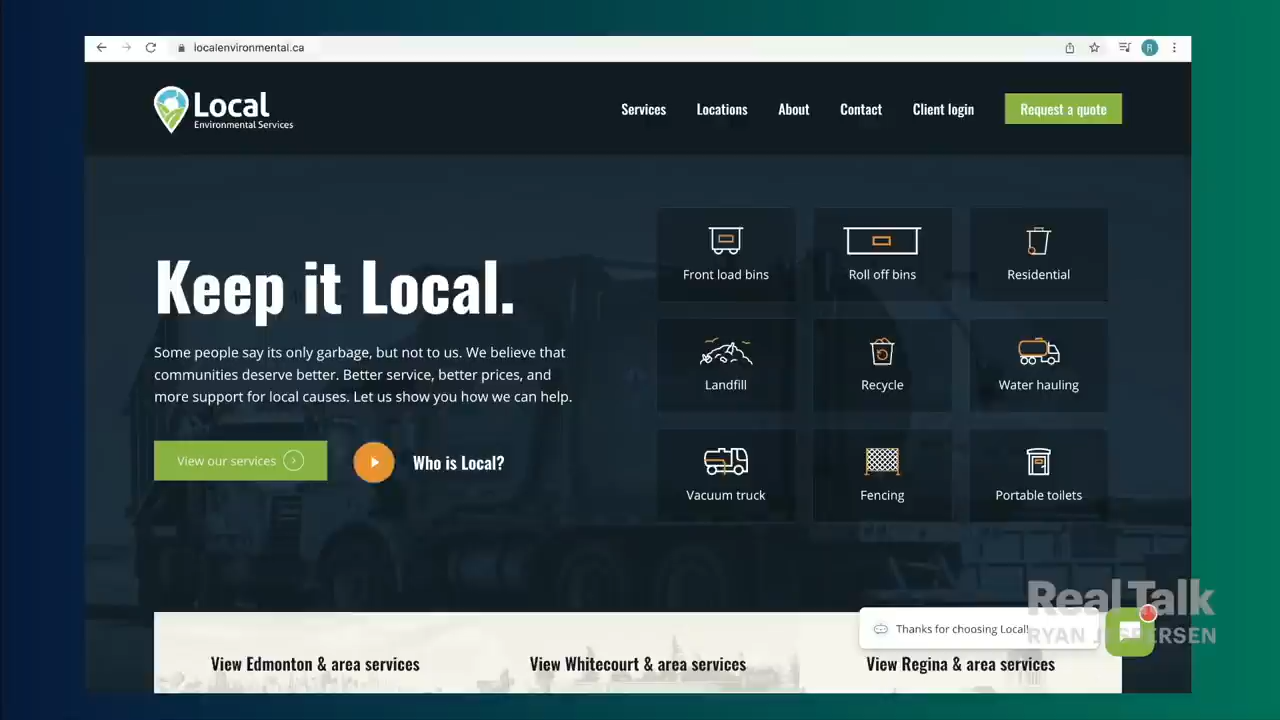 localenvironmental.ca
R
Local
Environmental Services
Services
Locations
About
Contact
Client login
Request a quote
Keep it Local.
Some people say its only garbage, but not to us. We believe that
communities deserve better. Better service, better prices, and
more support for local causes. Let us show you how we can help.
View our services
Who is Local?
Front load bins
Roll off bins
Residential
Landfill
Recycle
Water hauling
Vacuum truck
Fencing
Portable toilets
Thanks for choosing Local!
Real Talk
RYAN
View Edmonton & area services
View Whitecourt & area services
View Regina & area services